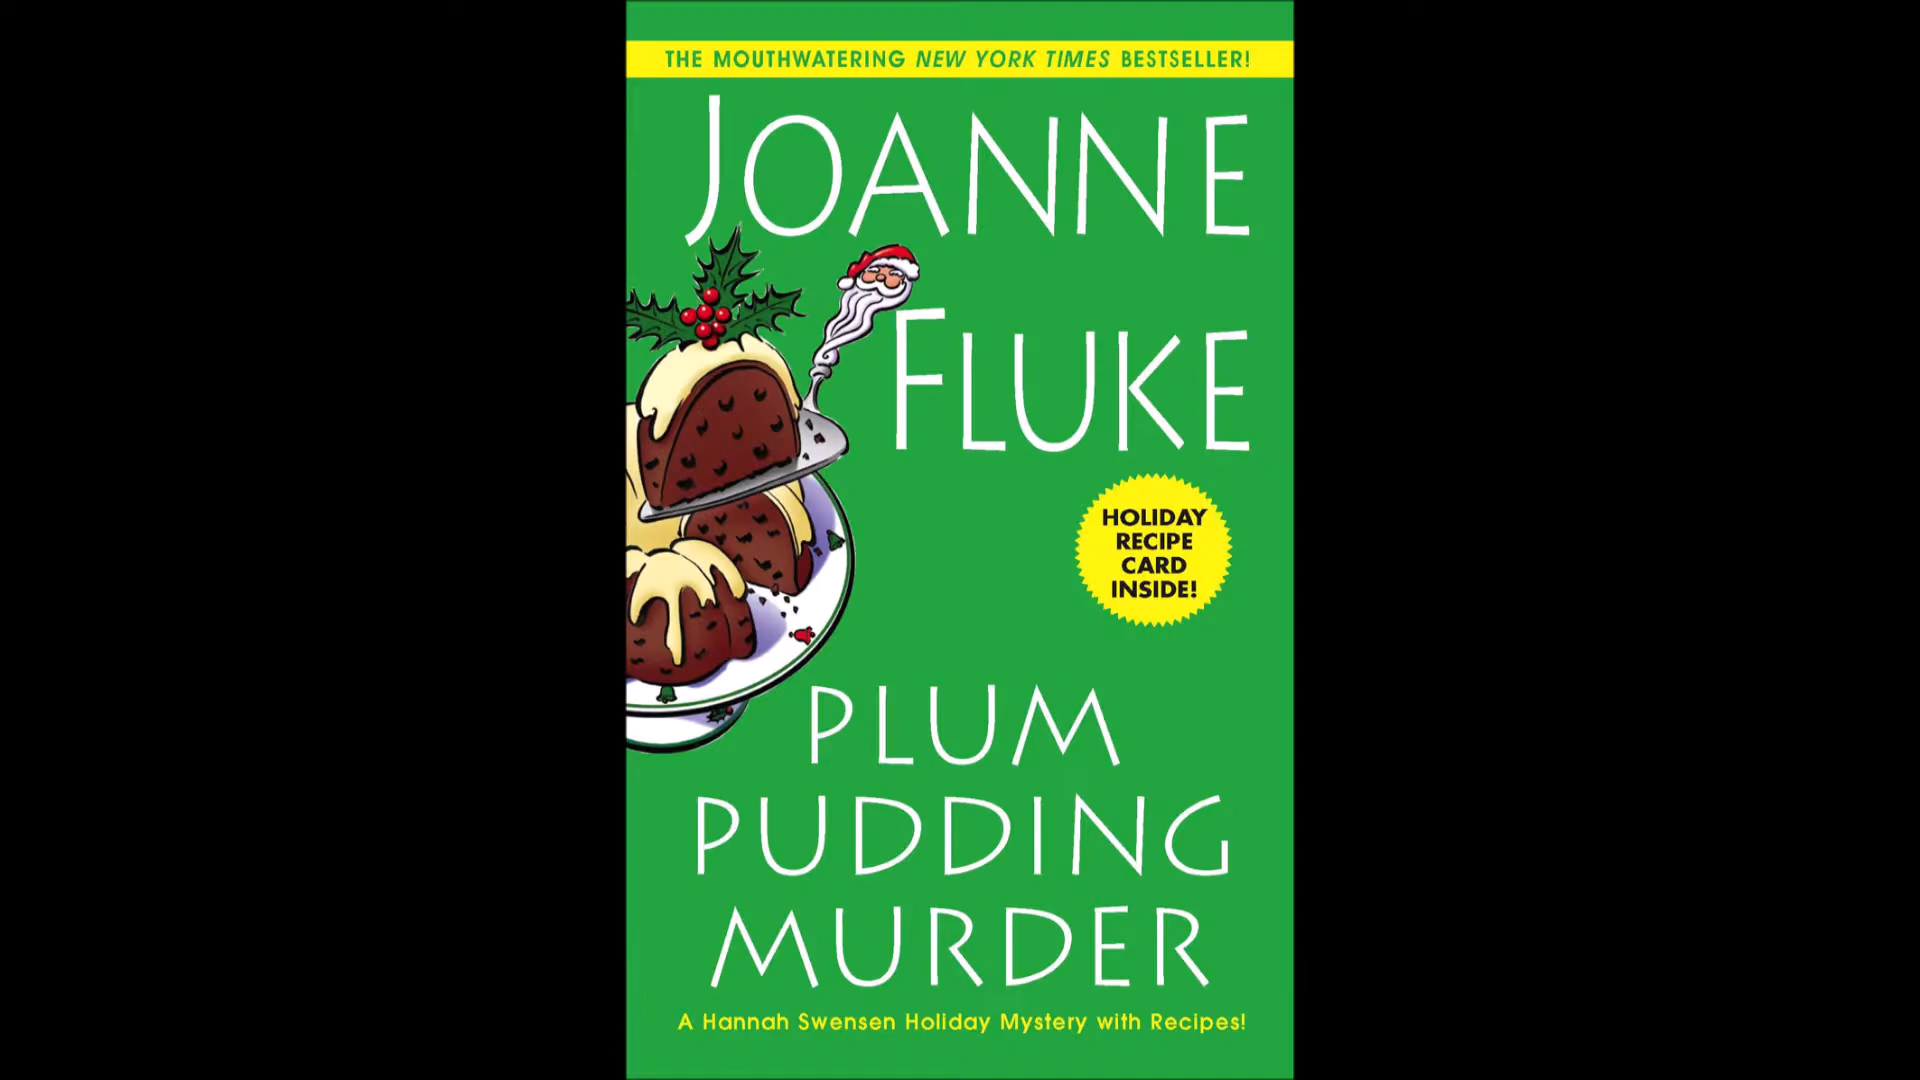 THE MOUTHWATERING NEW YORK TIMES BESTSELLER!
JOANNE
FLUKE
HOLIDAY
RECIPE
CARD
INSIDE!
PLUM
PUDDING
MURDER
A Hannah Swensen Holiday Mystery with Recipes!